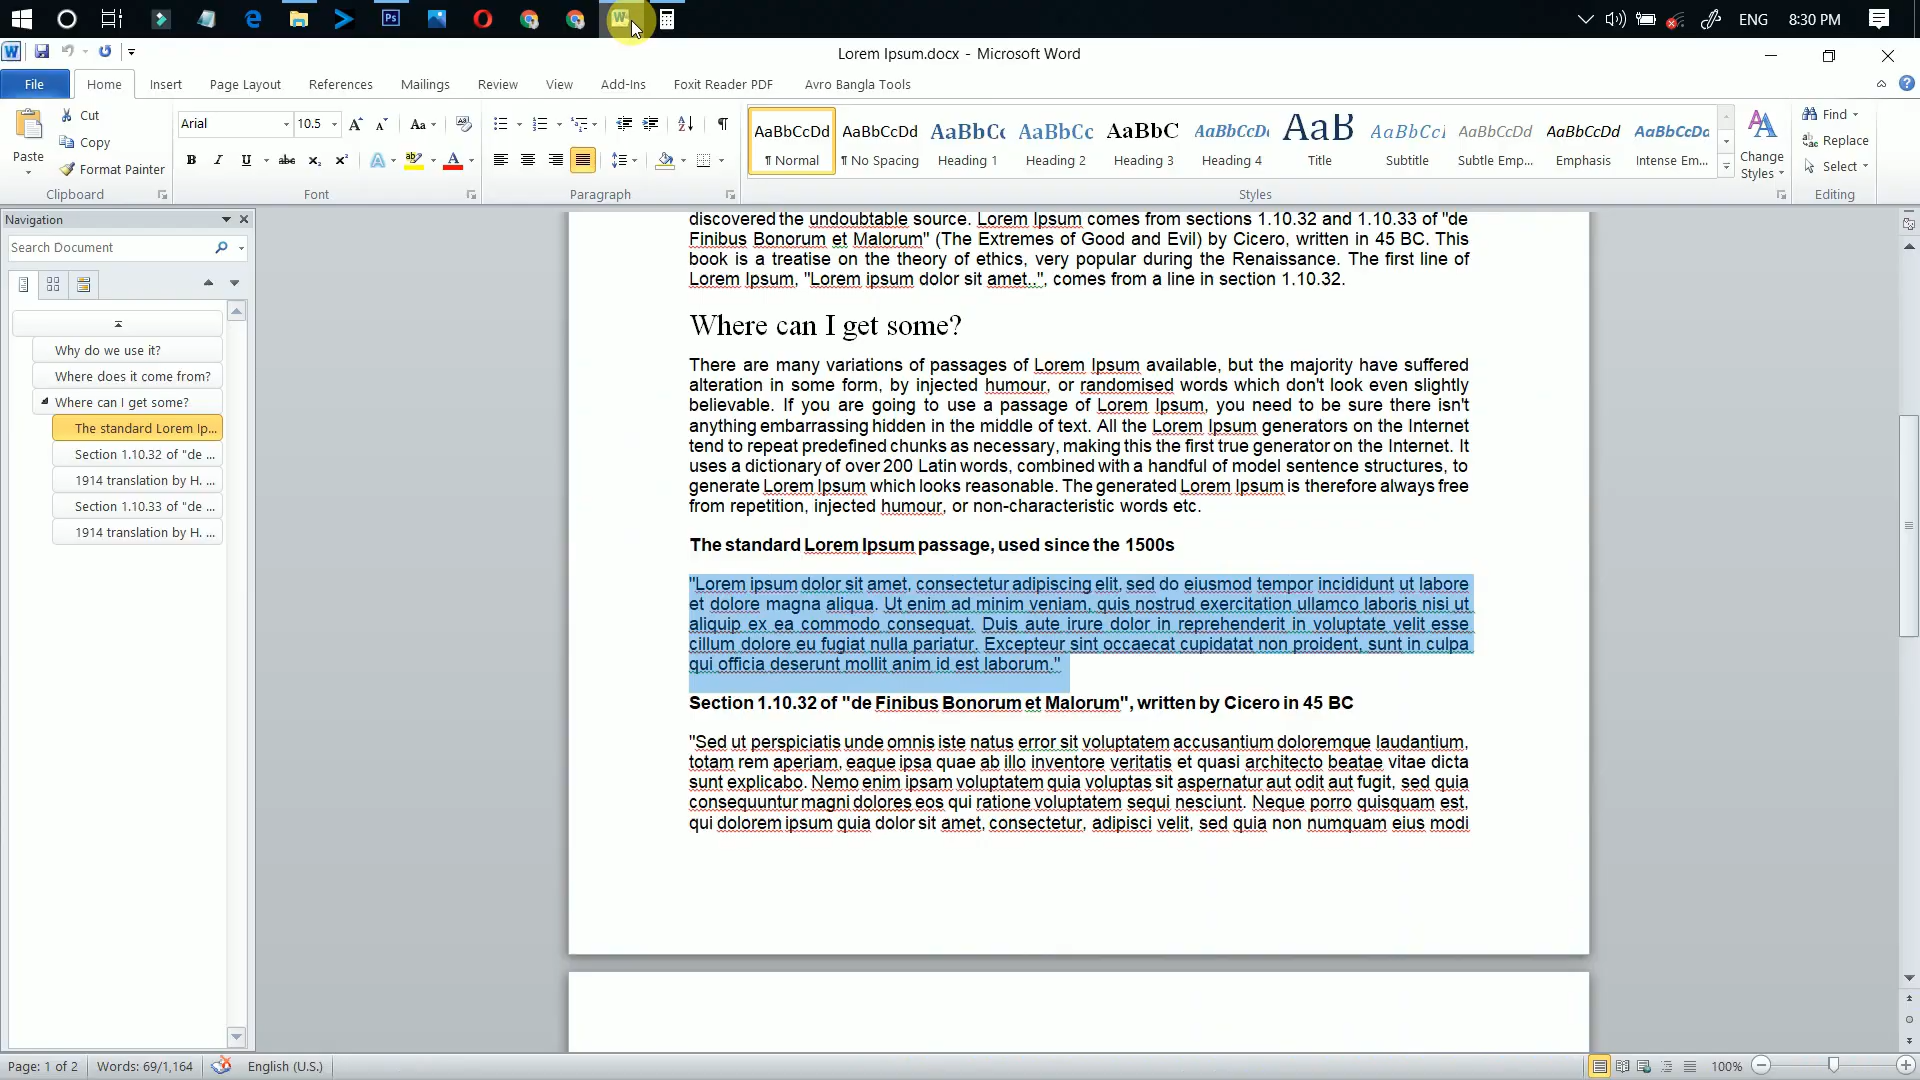 W
Ps
ENG
8:30 PM
Lorem Ipsum.docx - Microsoft Word
File
Home
Insert
Page Layout
References
Mailings
Review
View
Add-Ins
Foxit Reader PDF
Avro Bangla Tools
Paste
Cut
Copy
Format Painter
Clipboard
Arial
10.5
Font
Paragraph
AaBbCcDd
¶ Normal
AaBbCcDd
¶ No Spacing
AaBbCc
Heading 1
AaBbCc
Heading 2
AaBbC
Heading 3
AaBbCcDd
Heading 4
AaB
Title
AaBbCcl
Subtitle
AaBbCcDd
Subtle Emp...
AaBbCcDd
Emphasis
AaBbCcDd
Intense Em...
Styles
Change
Styles
Find
Replace
Select
Editing
Navigation
Search Document
Why do we use it?
Where does it come from?
Where can I get some?
The standard Lorem Ip...
Section 1.10.32 of "de ...
1914 translation by H. ...
Section 1.10.33 of "de ...
1914 translation by H. ...
discovered the undoubtable source. Lorem Ipsum comes from sections 1.10.32 and 1.10.33 of "de
Finibus Bonorum et Malorum" (The Extremes of Good and Evil) by Cicero, written in 45 BC. This
book is a treatise on the theory of ethics, very popular during the Renaissance. The first line of
Lorem Ipsum, "Lorem ipsum dolor sit amet..", comes from a line in section 1.10.32.
Where can I get some?
There are many variations of passages of Lorem Ipsum available, but the majority have suffered
alteration in some form, by injected humour, or randomised words which don't look even slightly
believable. If you are going to use a passage of Lorem Ipsum, you need to be sure there isn't
anything embarrassing hidden in the middle of text. All the Lorem Ipsum generators on the Internet
tend to repeat predefined chunks as necessary, making this the first true generator on the Internet. It
uses a dictionary of over 200 Latin words, combined with a handful of model sentence structures, to
generate Lorem Ipsum which looks reasonable. The generated Lorem Ipsum is therefore always free
from repetition, injected humour, or non-characteristic words etc.
The standard Lorem Ipsum passage, used since the 1500s
"Lorem ipsum dolor sit amet, consectetur adipiscing elit, sed do eiusmod tempor incididunt ut labore
et dolore magna aliqua. Ut enim ad minim veniam, quis nostrud exercitation ullamco laboris nisi ut
aliquip ex ea commodo consequat. Duis aute irure dolor in reprehenderit in voluptate velit esse
cillum dolore eu fugiat nulla pariatur. Excepteur sint occaecat cupidatat non proident, sunt in culpa
qui officia deserunt mollit anim id est laborum."
Section 1.10.32 of "de Finibus Bonorum et Malorum", written by Cicero in 45 BC
"Sed ut perspiciatis unde omnis iste natus error sit voluptatem accusantium doloremque laudantium,
totam rem aperiam, eaque ipsa quae ab illo inventore veritatis et quasi architecto beatae vitae dicta
sunt explicabo. Nemo enim ipsam voluptatem quia voluptas sit aspernatur aut odit aut fugit, sed quia
consequuntur magni dolores eos qui ratione voluptatem sequi nesciunt. Neque porro quisquam est,
qui dolorem ipsum quia dolor sit amet, consectetur, adipisci velit, sed quia non numquam eius modi
Page: 1 of 2
Words: 69/1,164
English (U.S.)
100%